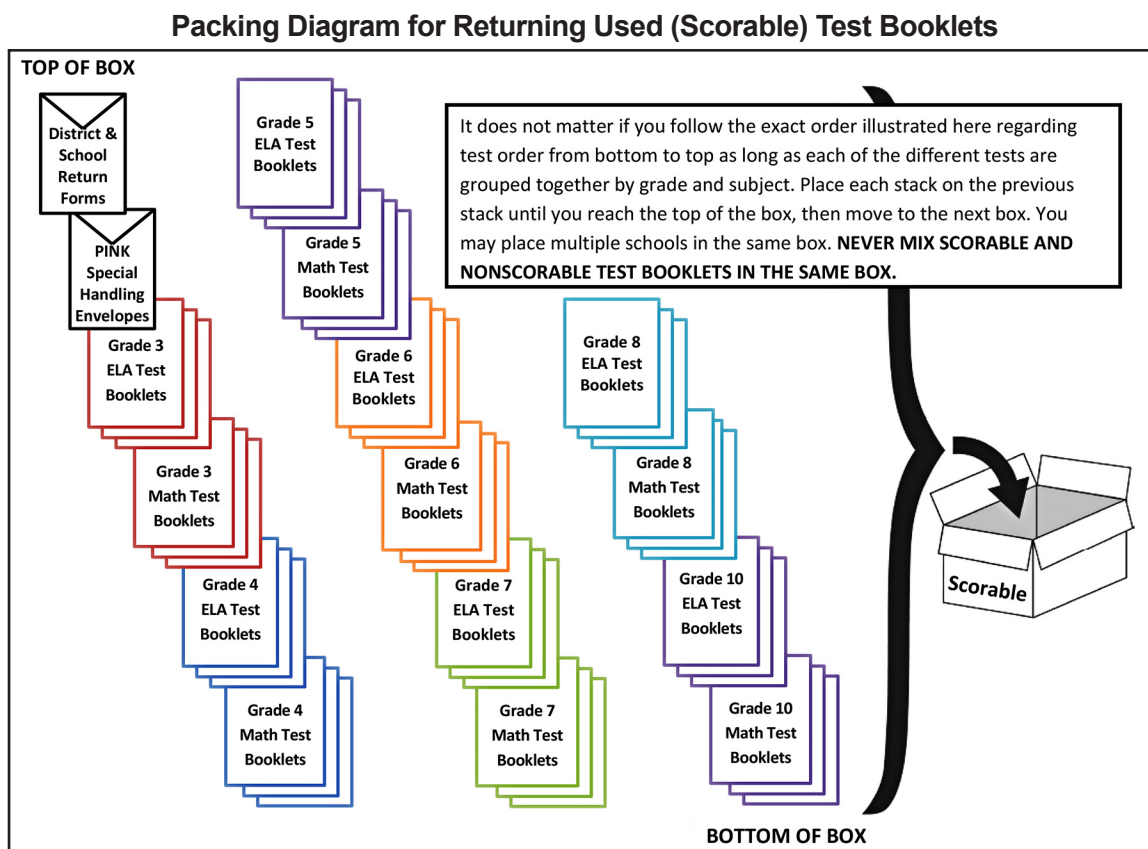 Packing Diagram for Returning Used (Scorable) Test Booklets
TOP OF BOX
District &
School
Return
Forms
PINK
Special
Handling
Envelopes
Grade 3
ELA Test
Booklets
Grade 3
Math Test
Booklets
Grade 4
ELA Test
Booklets
Grade 4
Math Test
Booklets
Grade 5
ELA Test
Booklets
Grade 5
Math Test
Booklets
Grade 6
ELA Test
Booklets
Grade 6
Math Test
Booklets
Grade 7
ELA Test
Booklets
Grade 7
Math Test
Booklets
It does not matter if you follow the exact order illustrated here regarding
test order from bottom to top as long as each of the different tests are
grouped together by grade and subject. Place each stack on the previous
stack until you reach the top of the box, then move to the next box. You
may place multiple schools in the same box. NEVER MIX SCORABLE AND
NONSCORABLE TEST BOOKLETS IN THE SAME BOX.
Grade 8
ELA Test
Booklets
Grade 8
Math Test
Booklets
Grade 10
ELA Test
Booklets
Grade 10
Math Test
Booklets
Scorable
BOTTOM OF BOX